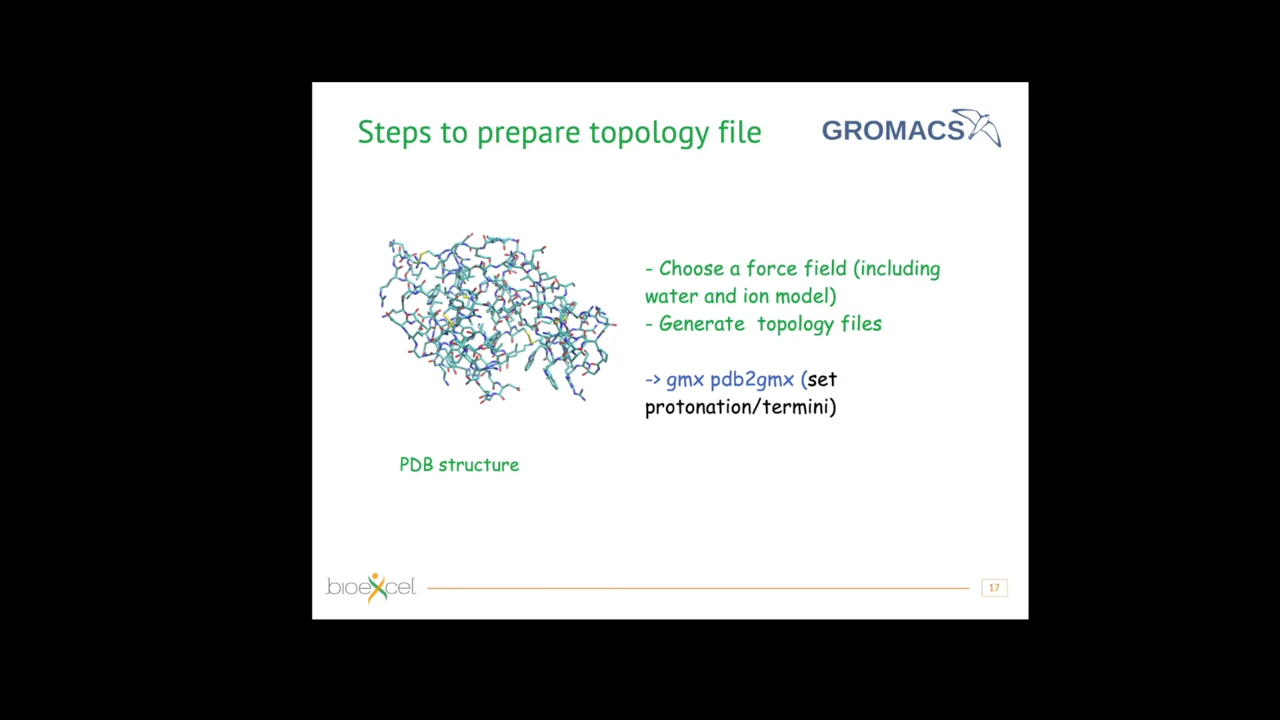 Steps to prepare topology file
GROMACS
- Choose a force field (including
water and ion model)
- Generate  topology files
-> gmx pdb2gmx (set
protonation/termini)
PDB structure
bioexcel
17